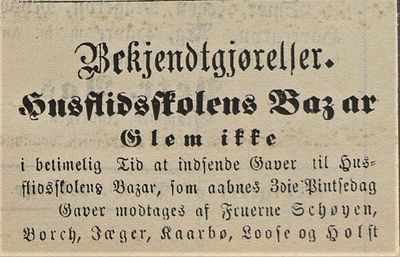 Bekjendtgjørelser.
Husflidsskolens Bazar
Glem ikke
i betimelig Tid at indsende Gaver til Hus-
flidsskolens Bazar, som aabnes 3die Pintsedag
Gaver modtages af Fruerne Schøyen,
Borch, Jæger, Kaarbø, Loose og Holst